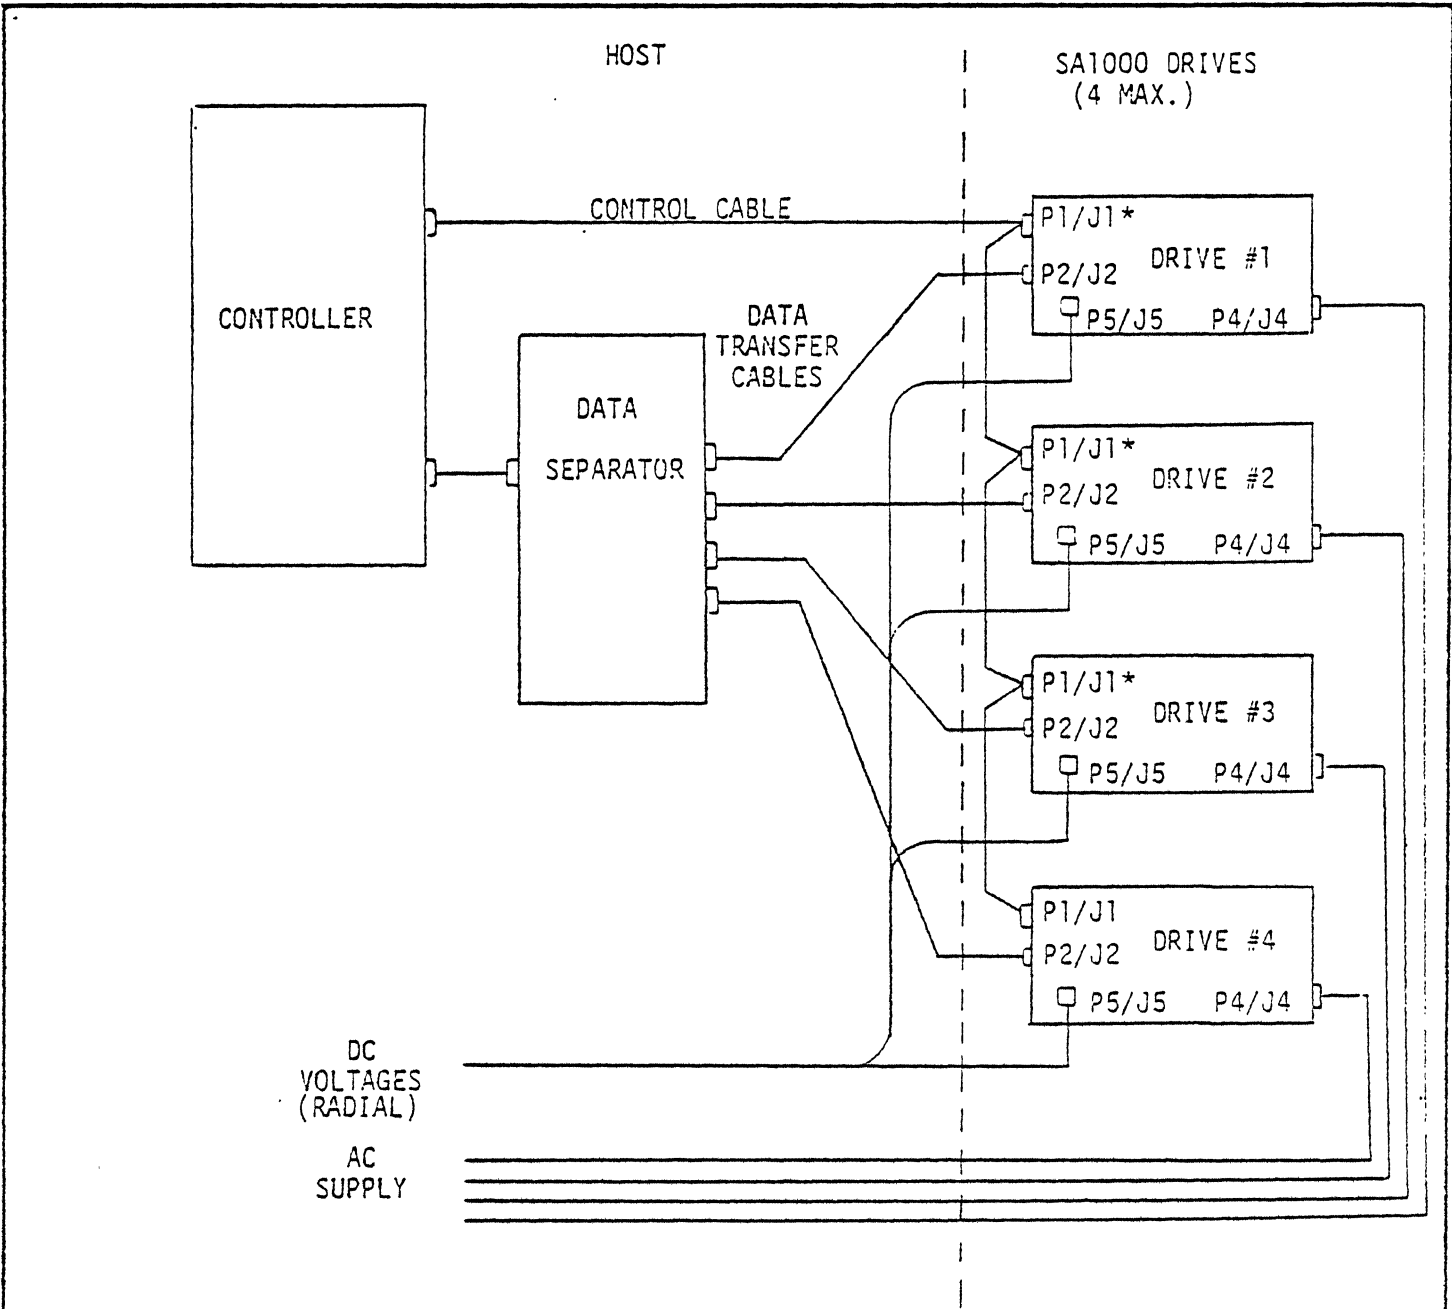 HOST
SA1000 DRIVES
(4 MAX.)
CONTROL CABLE
P1/J1*
DRIVE #1
P2/J2
P5/J5 P4/J4
CONTROLLER
DATA
TRANSFER
CABLES
DATA
SEPARATOR
P1/J1*
DRIVE #2
P2/J2
P5/J5 P4/J4
P1/J1*
DRIVE #3
P2/J2
P5/J5 P4/J4
P1/J1
DRIVE #4
P2/J2
P5/J5 P4/J4
DC
VOLTAGES
(RADIAL)
AC
SUPPLY